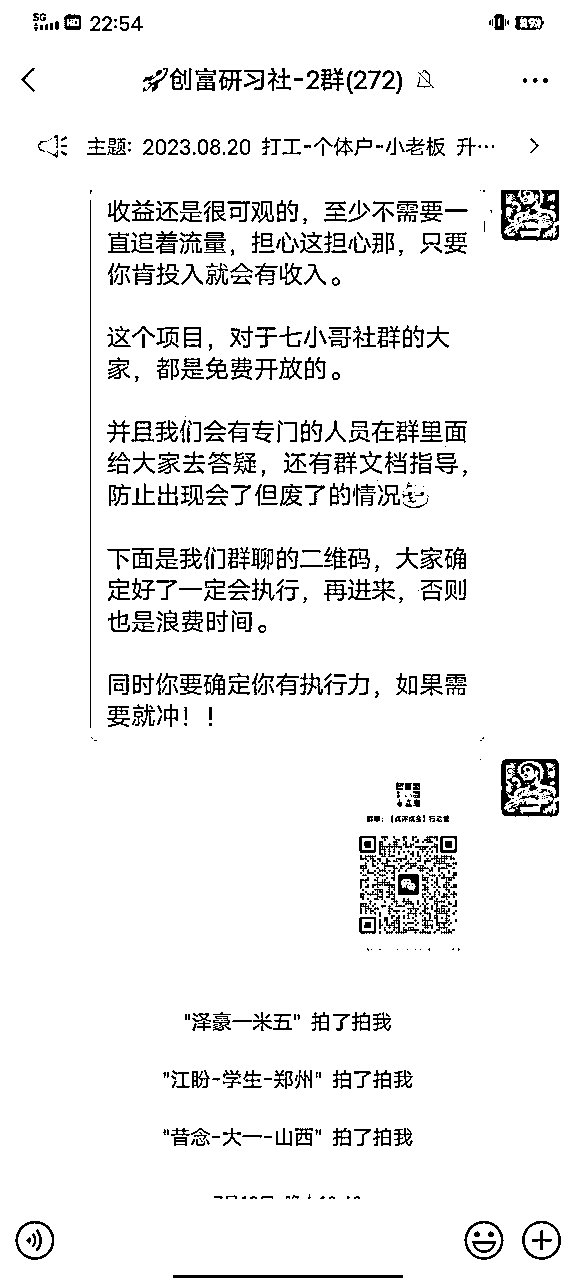 5G HD 22:54
创富研习社-2群(272)
主题: 2023.08.20 打工-个体户-小老板 升…
收益还是很可观的，至少不需要一
直追着流量，担心这担心那，只要
你肯投入就会有收入。
这个项目，对于七小哥社群的大
家，都是免费开放的。
并且我们会有专门的人员在群里面
给大家去答疑，还有群文档指导，
防止出现会了但废了的情况
下面是我们群聊的二维码，大家确
定好了一定会执行，再进来，否则
也是浪费时间。
同时你要确定你有执行力，如果需
要就冲！！
"泽豪一米五" 拍了拍我
"江盼-学生-郑州" 拍了拍我
"昔念-大一-山西" 拍了拍我